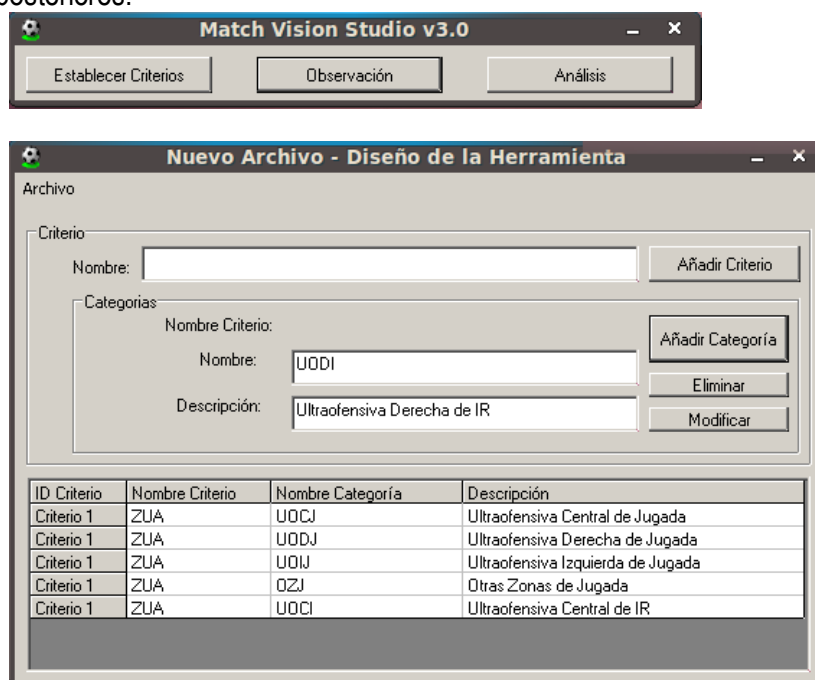 posteriores.
Match Vision Studio v3.0
Establecer Criterios Observación Análisis
Nuevo Archivo - Diseño de la Herramienta
Archivo
Criterio
Nombre: Añadir Criterio
Categorias
Nombre Criterio:
Añadir Categoría
Nombre: UODI
Eliminar
Descripción: Ultraofensiva Derecha de IR
Modificar
ID Criterio Nombre Criterio Nombre Categoría Descripción
Criterio 1 ZUA UOCJ Ultraofensiva Central de Jugada
Criterio 1 ZUA UODJ Ultraofensiva Derecha de Jugada
Criterio 1 ZUA UOIJ Ultraofensiva Izquierda de Jugada
Criterio 1 ZUA OZJ Otras Zonas de Jugada
Criterio 1 ZUA UOCI Ultraofensiva Central de IR